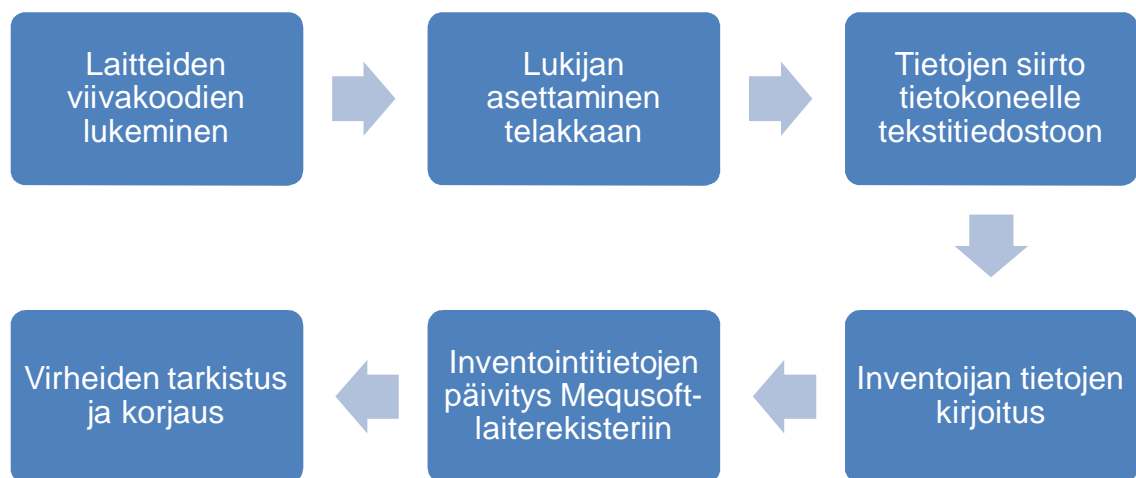 Laitteiden
viivakoodien
lukeminen
Lukijan
asettaminen
telakkaan
Tietojen siirto
tietokoneelle
tekstitiedostoon
Inventoijan tietojen
kirjoitus
Inventointitietojen
päivitys Mequsoft-
laiterekisteriin
Virheiden tarkistus
ja korjaus